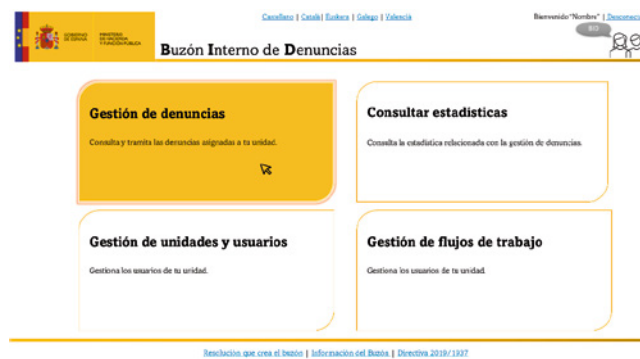 Castellano | Català | Euskera | Galego | Valencià
Bienvenido "Nombre" | Desconecta
GOBIERNO DE ESPAÑA
MINISTERIO DE HACIENDA Y FUNCIÓN PÚBLICA
Buzón Interno de Denuncias
Gestión de denuncias
Consulta y tramita las denuncias asignadas a tu unidad.
Consultar estadísticas
Consulta la estadística relacionada con la gestión de denuncias.
Gestión de unidades y usuarios
Gestiona los usuarios de tu unidad.
Gestión de flujos de trabajo
Gestiona los usuarios de tu unidad.
Resolución que crea el buzón | Información del Buzón | Directiva 2019/1937